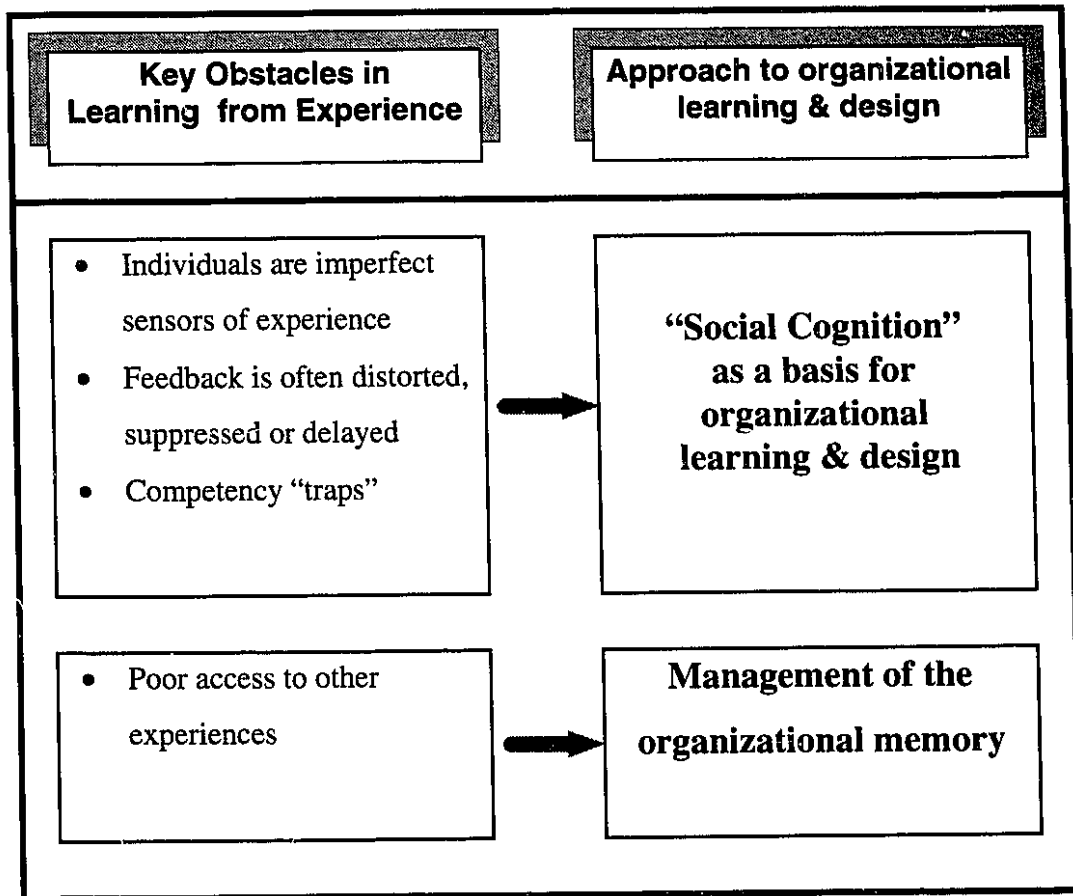 Key Obstacles in
Learning from Experience
Approach to organizational
learning & design
• Individuals are imperfect
sensors of experience
• Feedback is often distorted,
suppressed or delayed
• Competency “traps”
“Social Cognition”
as a basis for
organizational
learning & design
• Poor access to other
experiences
Management of the
organizational memory